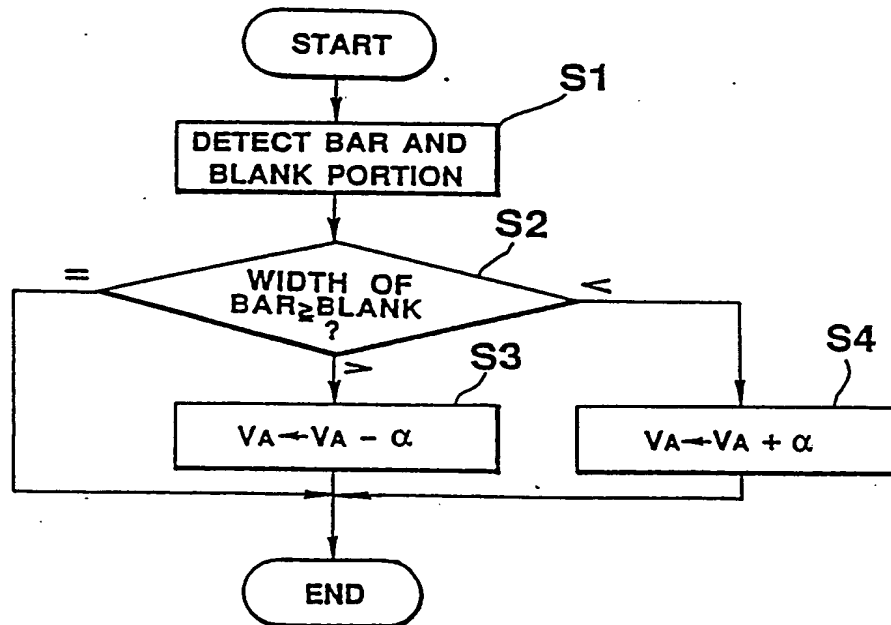 START
S1
DETECT BAR AND
BLANK PORTION
S2
=
<
WIDTH OF
BAR≧BLANK
?
>
S3
S4
VA←VA - α
VA←VA + α
END